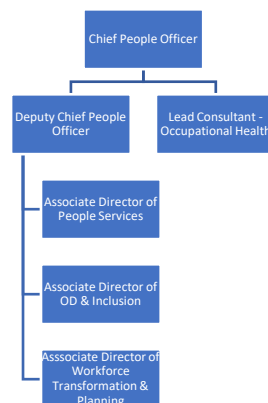 Chief People Officer
Deputy Chief People
Officer
Lead Consultant -
Occupational Health
Associate Director of
People Services
Associate Director of
OD & Inclusion
Asssociate Director of
Workforce
Transformation &
Planning